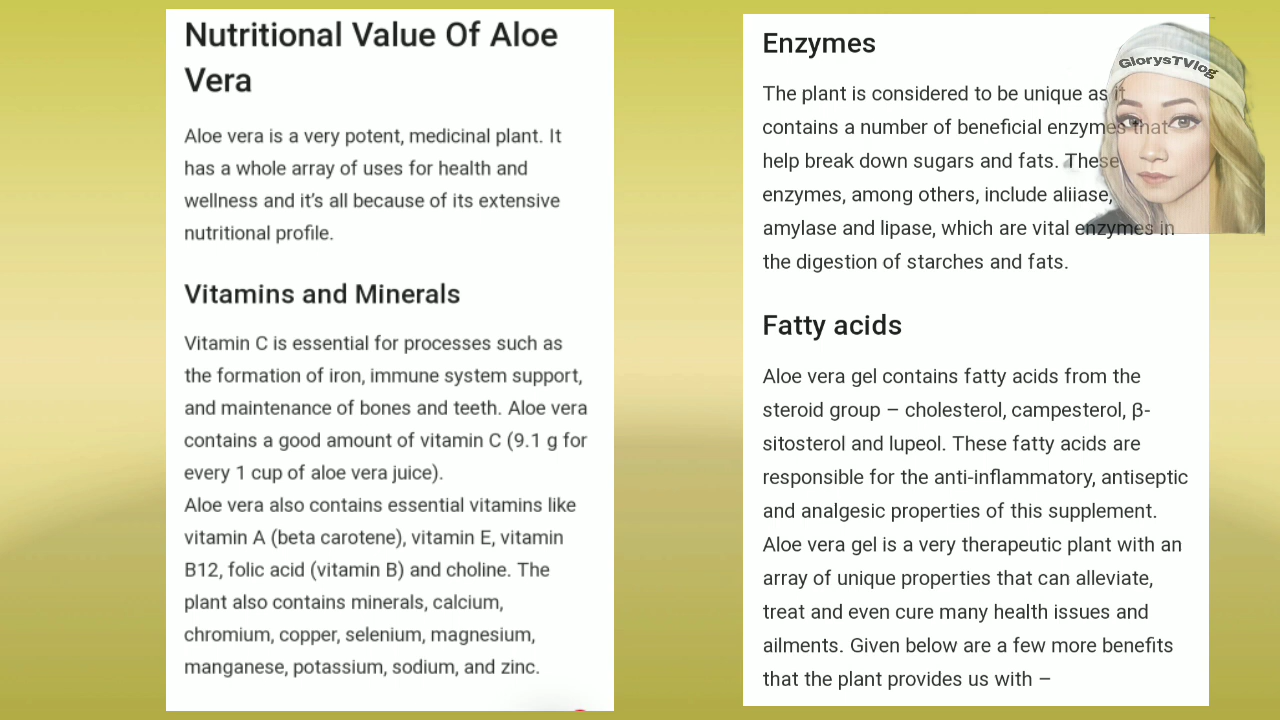 Nutritional Value Of Aloe
Vera
Aloe vera is a very potent, medicinal plant. It
has a whole array of uses for health and
wellness and it's all because of its extensive
nutritional profile.
Vitamins and Minerals
Vitamin C is essential for processes such as
the formation of iron, immune system support,
and maintenance of bones and teeth. Aloe vera
contains a good amount of vitamin C (9.1 g for
every 1 cup of aloe vera juice).
Aloe vera also contains essential vitamins like
vitamin A (beta carotene), vitamin E, vitamin
B12, folic acid (vitamin B) and choline. The
plant also contains minerals, calcium,
chromium, copper, selenium, magnesium,
manganese, potassium, sodium, and zinc.
Enzymes
The plant is considered to be unique as it
contains a number of beneficial enzymes that
help break down sugars and fats. These
enzymes, among others, include aliiase,
amylase and lipase, which are vital enzymes in
the digestion of starches and fats.
Fatty acids
Aloe vera gel contains fatty acids from the
steroid group – cholesterol, campesterol, β-
sitosterol and lupeol. These fatty acids are
responsible for the anti-inflammatory, antiseptic
and analgesic properties of this supplement.
Aloe vera gel is a very therapeutic plant with an
array of unique properties that can alleviate,
treat and even cure many health issues and
ailments. Given below are a few more benefits
that the plant provides us with –
GlorysTVlog